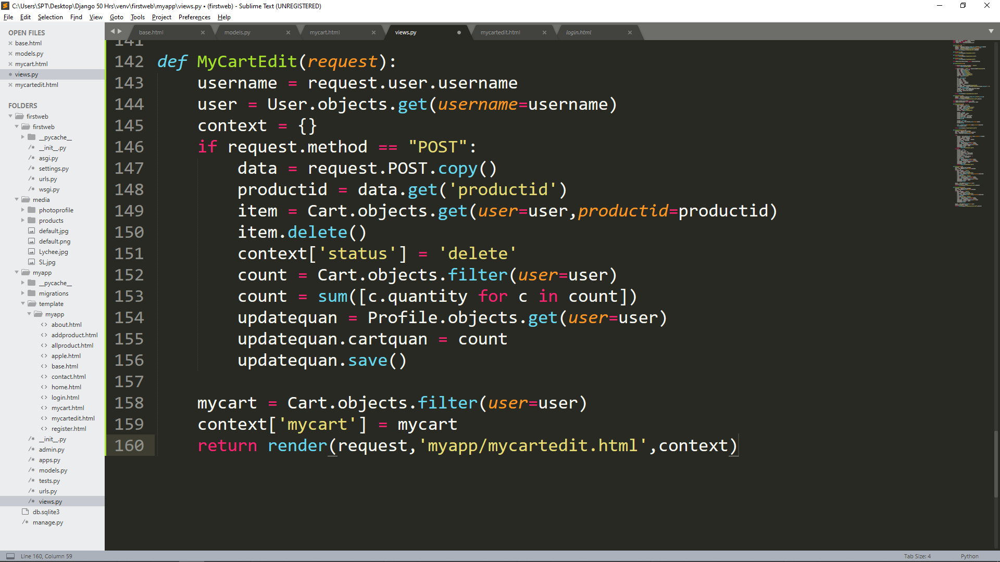 C:\Users\SPT\Desktop\Django 50 Hrs\venv\firstweb\myapp\views.py • (firstweb) - Sublime Text (UNREGISTERED)
File Edit Selection Find View Goto Tools Project Preferences Help
OPEN FILES
base.html
models.py
mycart.html
views.py
mycartedit.html
FOLDERS
firstweb
firstweb
__pycache__
__init__.py
asgi.py
settings.py
urls.py
wsgi.py
media
photoprofile
products
default.jpg
default.png
Lychee.jpg
SL.jpg
myapp
__pycache__
migrations
template
myapp
about.html
addproduct.html
allproduct.html
apple.html
base.html
contact.html
home.html
login.html
mycart.html
mycartedit.html
register.html
__init__.py
admin.py
apps.py
models.py
tests.py
urls.py
views.py
db.sqlite3
manage.py
base.html models.py mycart.html views.py mycartedit.html login.html
141
142 def MyCartEdit(request):
143 username = request.user.username
144 user = User.objects.get(username=username)
145 context = {}
146 if request.method == "POST":
147 data = request.POST.copy()
148 productid = data.get('productid')
149 item = Cart.objects.get(user=user,productid=productid)
150 item.delete()
151 context['status'] = 'delete'
152 count = Cart.objects.filter(user=user)
153 count = sum([c.quantity for c in count])
154 updatequan = Profile.objects.get(user=user)
155 updatequan.cartquan = count
156 updatequan.save()
157
158 mycart = Cart.objects.filter(user=user)
159 context['mycart'] = mycart
160 return render(request,'myapp/mycartedit.html',context)
Line 160, Column 59
Tab Size: 4 Python